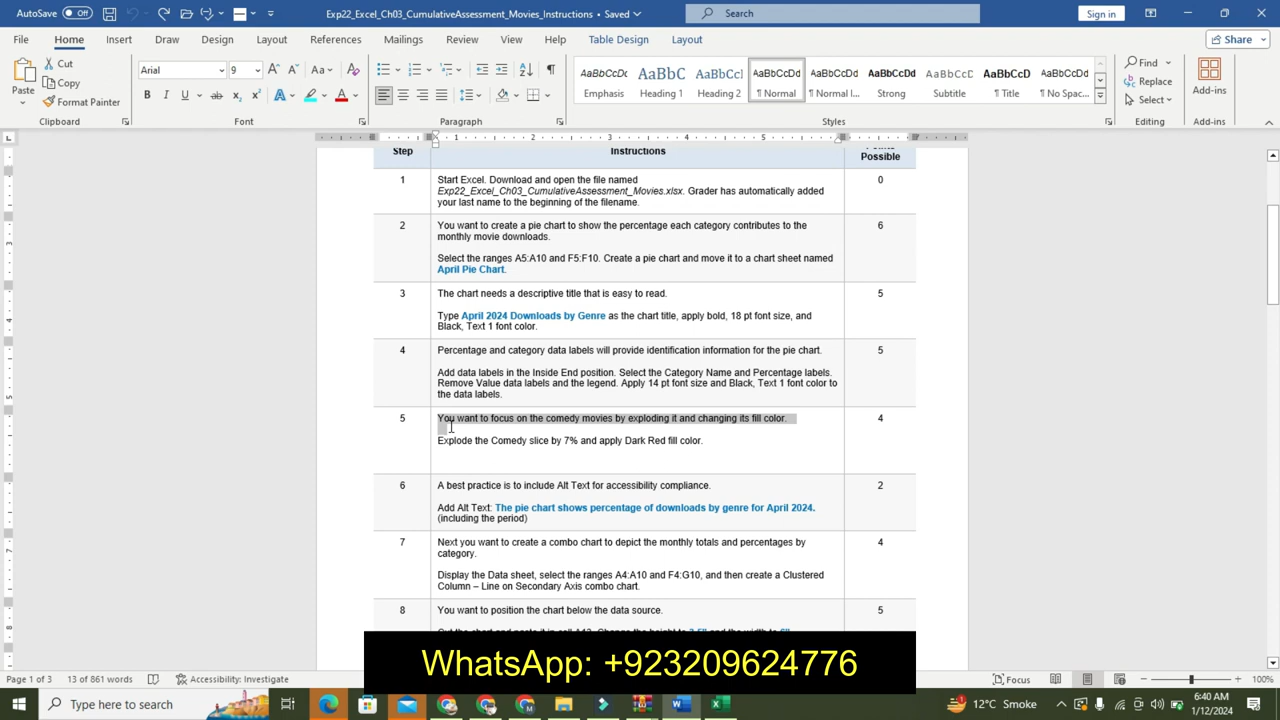 Search
Sign in
File Home Insert Draw Design Layout References Mailings Review View Help Table Design Layout
Share
Paste
Cut
Copy
Format Painter
Clipboard
Arial 9
Font
Paragraph
AaBbCcDc Emphasis
AaBbC Heading 1
AaBbCcl Heading 2
AaBbCcDd ¶ Normal
AaBbCcDd ¶ Normal I...
AaBbCcDd Strong
AaBbCcD Subtitle
AaBbCcDd ¶ Title
AaBbCcDd ¶ No Spac...
Styles
Find
Replace
Select
Editing
Add-ins
Add-ins
Step Instructions Points Possible
1 Start Excel. Download and open the file named 0
Exp22_Excel_Ch03_CumulativeAssessment_Movies.xlsx. Grader has automatically added
your last name to the beginning of the filename.
2 You want to create a pie chart to show the percentage each category contributes to the 6
monthly movie downloads.
Select the ranges A5:A10 and F5:F10. Create a pie chart and move it to a chart sheet named
April Pie Chart.
3 The chart needs a descriptive title that is easy to read. 5
Type April 2024 Downloads by Genre as the chart title, apply bold, 18 pt font size, and
Black, Text 1 font color.
4 Percentage and category data labels will provide identification information for the pie chart. 5
Add data labels in the Inside End position. Select the Category Name and Percentage labels.
Remove Value data labels and the legend. Apply 14 pt font size and Black, Text 1 font color to
the data labels.
5 You want to focus on the comedy movies by exploding it and changing its fill color. 4
Explode the Comedy slice by 7% and apply Dark Red fill color.
6 A best practice is to include Alt Text for accessibility compliance. 2
Add Alt Text: The pie chart shows percentage of downloads by genre for April 2024.
(including the period)
7 Next you want to create a combo chart to depict the monthly totals and percentages by 4
category.
Display the Data sheet, select the ranges A4:A10 and F4:G10, and then create a Clustered
Column – Line on Secondary Axis combo chart.
8 You want to position the chart below the data source. 5
WhatsApp: +923209624776
Page 1 of 3 13 of 861 words Accessibility: Investigate
Focus
100%
Type here to search
12°C Smoke
6:40 AM
1/12/2024